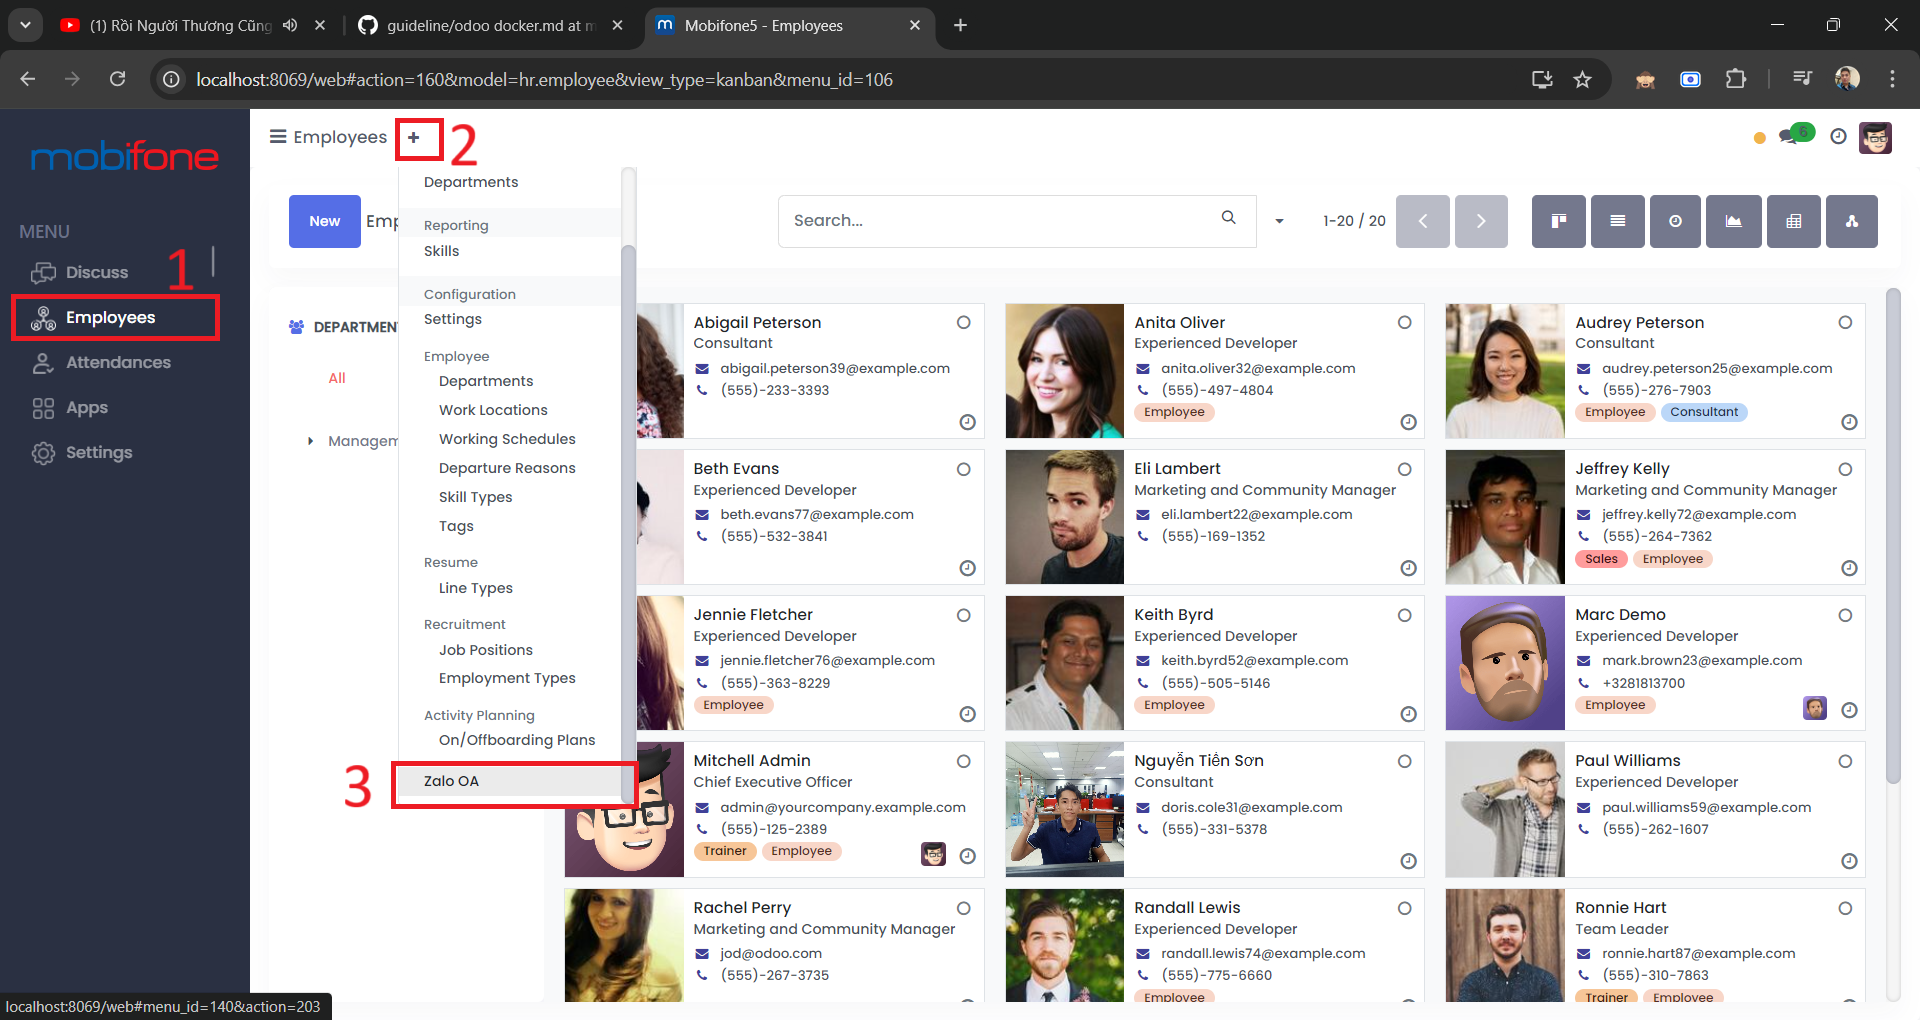 (1) Rồi Người Thương Cũng
guideline/odoo docker.md at m
Mobifone5 - Employees
localhost:8069/web#action=160&model=hr.employee&view_type=kanban&menu_id=106
mobifone
MENU
Discuss
Employees
Attendances
Apps
Settings
1
Employees
+
2
6
New
Emp
Search...
1-20 / 20
Departments
Reporting
Skills
Configuration
Settings
Employee
Departments
Work Locations
Working Schedules
Departure Reasons
Skill Types
Tags
Resume
Line Types
Recruitment
Job Positions
Employment Types
Activity Planning
On/Offboarding Plans
3
Zalo OA
DEPARTMENT
All
Managem
Abigail Peterson
Consultant
abigail.peterson39@example.com
(555)-233-3393
Anita Oliver
Experienced Developer
anita.oliver32@example.com
(555)-497-4804
Employee
Audrey Peterson
Consultant
audrey.peterson25@example.com
(555)-276-7903
Employee Consultant
Beth Evans
Experienced Developer
beth.evans77@example.com
(555)-532-3841
Eli Lambert
Marketing and Community Manager
eli.lambert22@example.com
(555)-169-1352
Jeffrey Kelly
Marketing and Community Manager
jeffrey.kelly72@example.com
(555)-264-7362
Sales Employee
Jennie Fletcher
Experienced Developer
jennie.fletcher76@example.com
(555)-363-8229
Employee
Keith Byrd
Experienced Developer
keith.byrd52@example.com
(555)-505-5146
Employee
Marc Demo
Experienced Developer
mark.brown23@example.com
+3281813700
Employee
Mitchell Admin
Chief Executive Officer
admin@yourcompany.example.com
(555)-125-2389
Trainer Employee
Nguyễn Tiền Sơn
Consultant
doris.cole31@example.com
(555)-331-5378
Paul Williams
Experienced Developer
paul.williams59@example.com
(555)-262-1607
Rachel Perry
Marketing and Community Manager
jod@odoo.com
(555)-267-3735
Randall Lewis
Experienced Developer
randall.lewis74@example.com
(555)-775-6660
Employee
Ronnie Hart
Team Leader
ronnie.hart87@example.com
(555)-310-7863
Trainer Employee
localhost:8069/web#menu_id=140&action=203